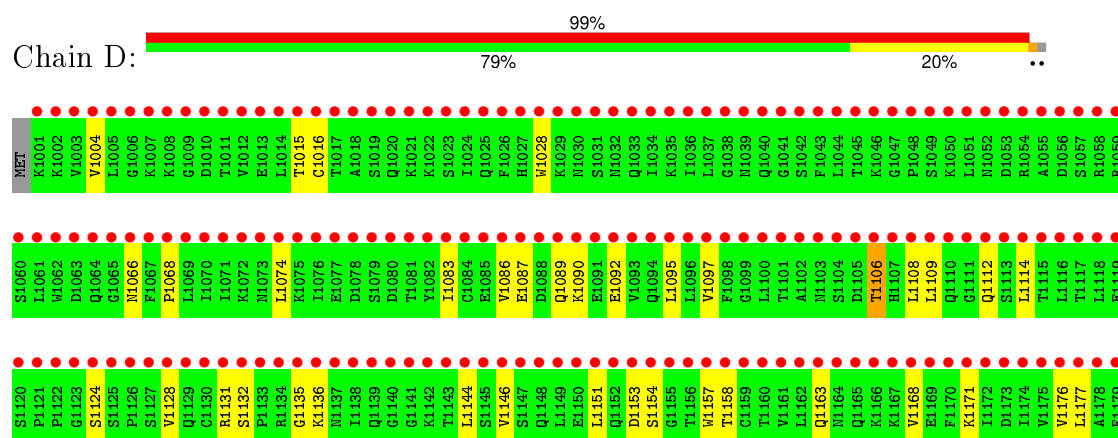 99%
Chain D:
79% 20% ••
MET K1001 K1002 V1003 V1004 L1005 G1006 K1007 K1008 G1009 D1010 T1011 V1012 E1013 L1014 T1015 C1016 T1017 A1018 S1019 Q1020 K1021 K1022 S1023 I1024 Q1025 F1026 H1027 W1028 K1029 N1030 S1031 N1032 Q1033 I1034 K1035 I1036 L1037 G1038 N1039 Q1040 G1041 S1042 F1043 L1044 T1045 K1046 G1047 P1048 S1049 K1050 L1051 N1052 D1053 R1054 A1055 D1056 S1057 R1058
S1060 L1061 W1062 D1063 Q1064 G1065 N1066 F1067 P1068 L1069 I1070 I1071 K1072 N1073 L1074 K1075 I1076 E1077 D1078 S1079 D1080 T1081 Y1082 I1083 C1084 E1085 V1086 E1087 D1088 Q1089 K1090 E1091 E1092 V1093 Q1094 L1095 L1096 V1097 F1098 G1099 L1100 T1101 A1102 N1103 S1104 D1105 T1106 H1107 L1108 L1109 Q1110 G1111 Q1112 S1113 L1114 T1115 L1116 T1117 L1118
S1120 P1121 P1122 G1123 S1124 S1125 P1126 S1127 V1128 Q1129 C1130 R1131 S1132 P1133 R1134 G1135 K1136 N1137 I1138 Q1139 G1140 G1141 K1142 T1143 L1144 S1145 V1146 S1147 Q1148 L1149 E1150 L1151 Q1152 D1153 S1154 G1155 T1156 W1157 T1158 C1159 T1160 V1161 L1162 Q1163 N1164 Q1165 K1166 K1167 V1168 E1169 F1170 K1171 I1172 D1173 I1174 V1175 V1176 L1177 A1178